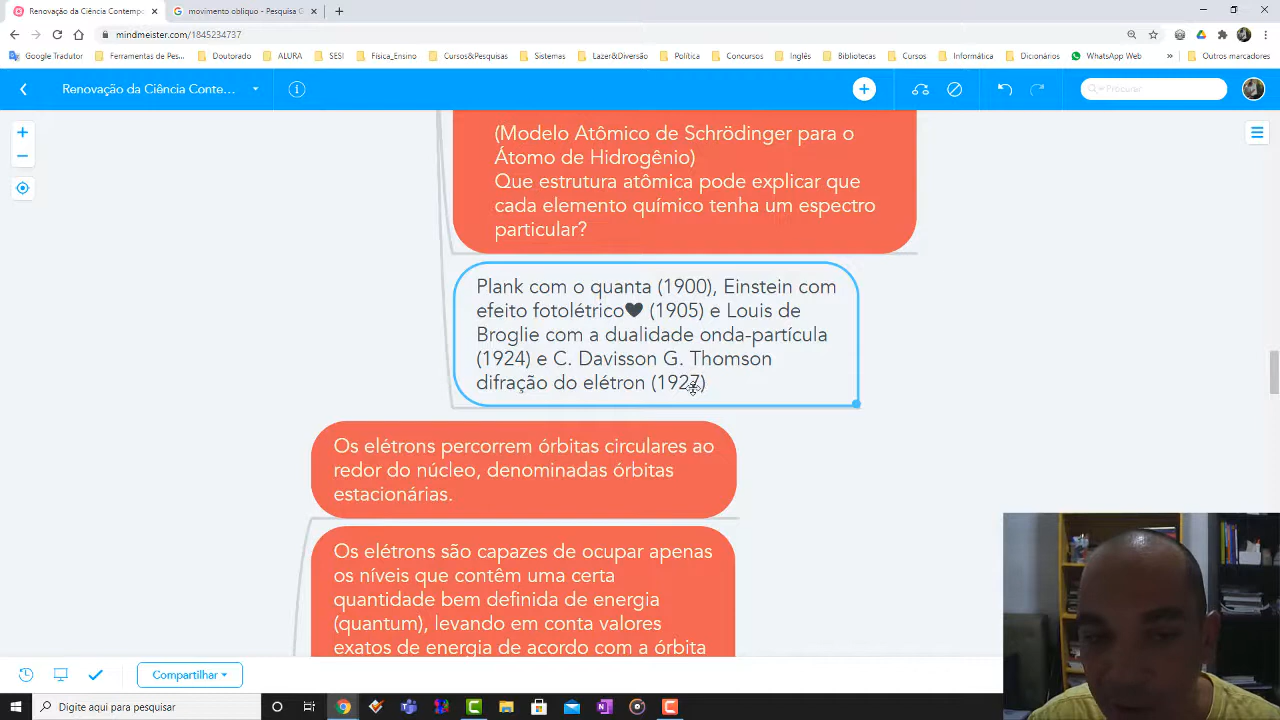 Renovação da Ciência Contempo
movimento obliquo - Pesquisa G
mindmeister.com/1845234737
Google Tradutor
Ferramentas de Pes...
Doutorado
ALURA
SESI
Física_Ensino
Cursos&Pesquisas
Sistemas
Lazer&Diversão
Política
Concursos
Inglês
Bibliotecas
Cursos
Informática
Dicionários
WhatsApp Web
Outros marcadores
Renovação da Ciência Conte...
Procurar
(Modelo Atômico de Schrödinger para o
Átomo de Hidrogênio)
Que estrutura atômica pode explicar que
cada elemento químico tenha um espectro
particular?
Plank com o quanta (1900), Einstein com
efeito fotolétrico🖤 (1905) e Louis de
Broglie com a dualidade onda-partícula
(1924) e C. Davisson G. Thomson
difração do elétron (1927)
Os elétrons percorrem órbitas circulares ao
redor do núcleo, denominadas órbitas
estacionárias.
Os elétrons são capazes de ocupar apenas
os níveis que contêm uma certa
quantidade bem definida de energia
(quantum), levando em conta valores
exatos de energia de acordo com a órbita
Compartilhar
Digite aqui para pesquisar